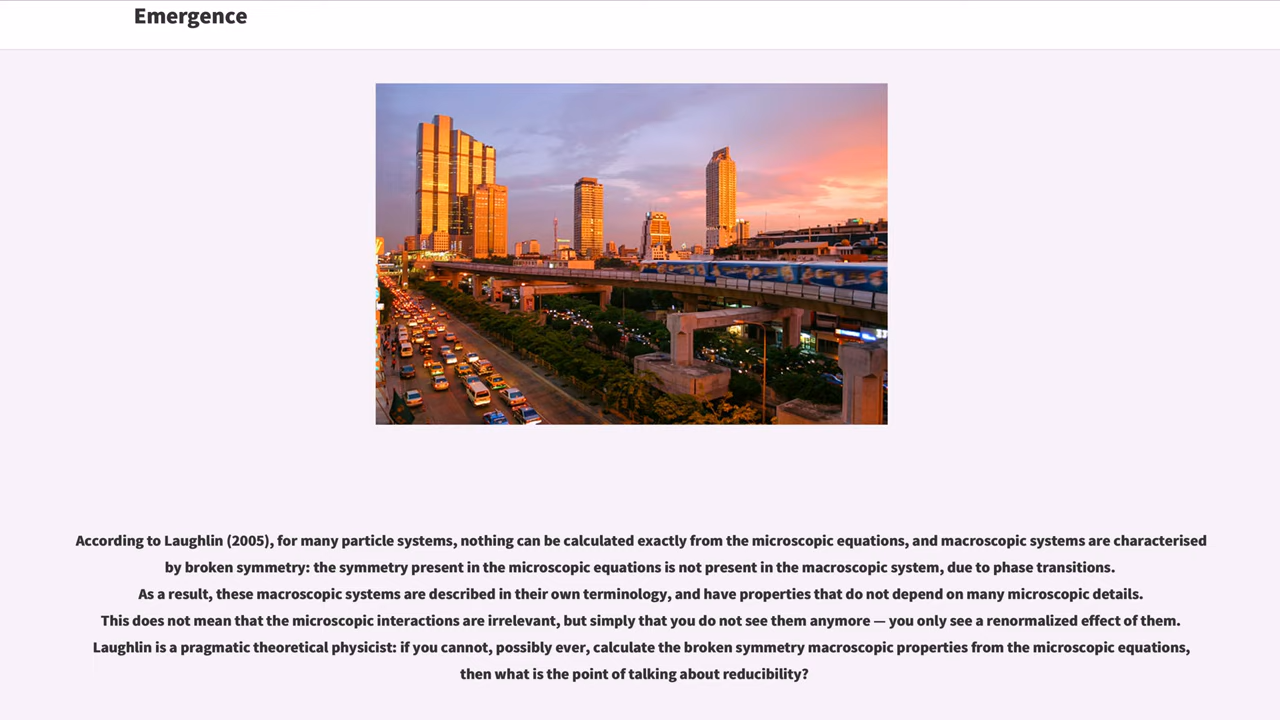 Emergence
According to Laughlin (2005), for many particle systems, nothing can be calculated exactly from the microscopic equations, and macroscopic systems are characterised
by broken symmetry: the symmetry present in the microscopic equations is not present in the macroscopic system, due to phase transitions.
As a result, these macroscopic systems are described in their own terminology, and have properties that do not depend on many microscopic details.
This does not mean that the microscopic interactions are irrelevant, but simply that you do not see them anymore — you only see a renormalized effect of them.
Laughlin is a pragmatic theoretical physicist: if you cannot, possibly ever, calculate the broken symmetry macroscopic properties from the microscopic equations,
then what is the point of talking about reducibility?